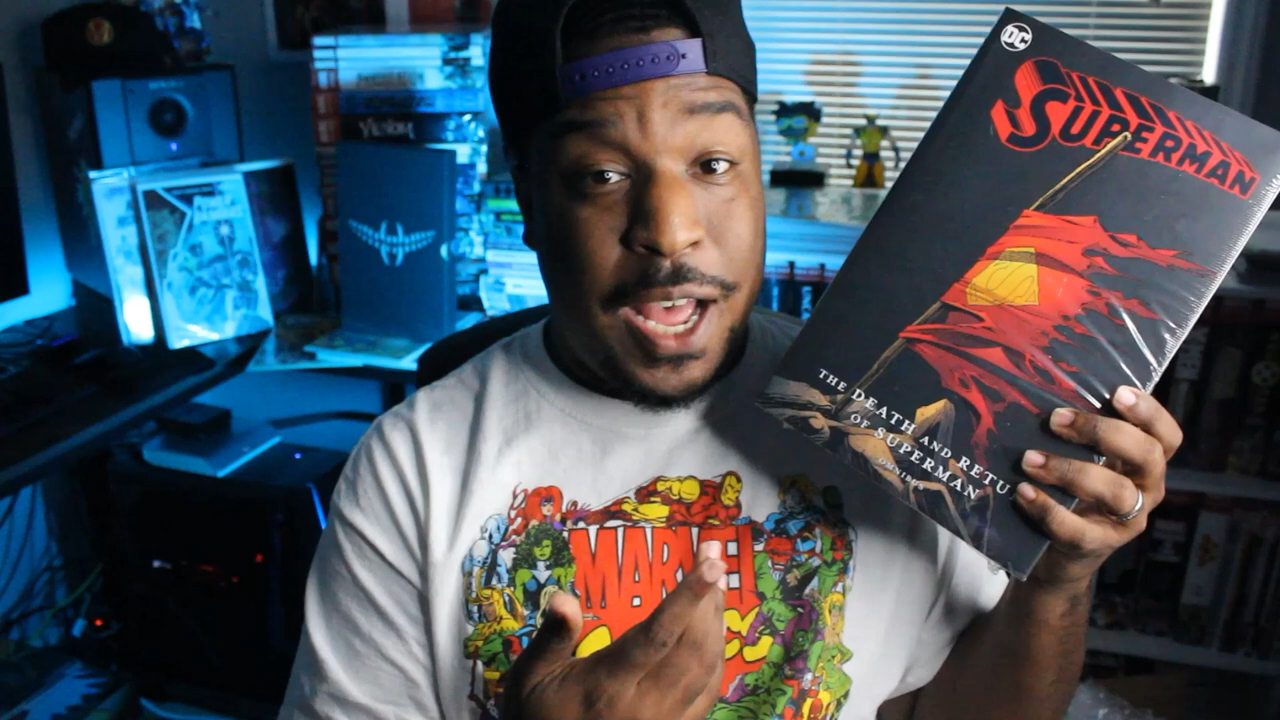 DC
SUPERMAN
THE DEATH AND RETU
OF SUPERMAN
OMNIBUS
VENOM
MARVEL